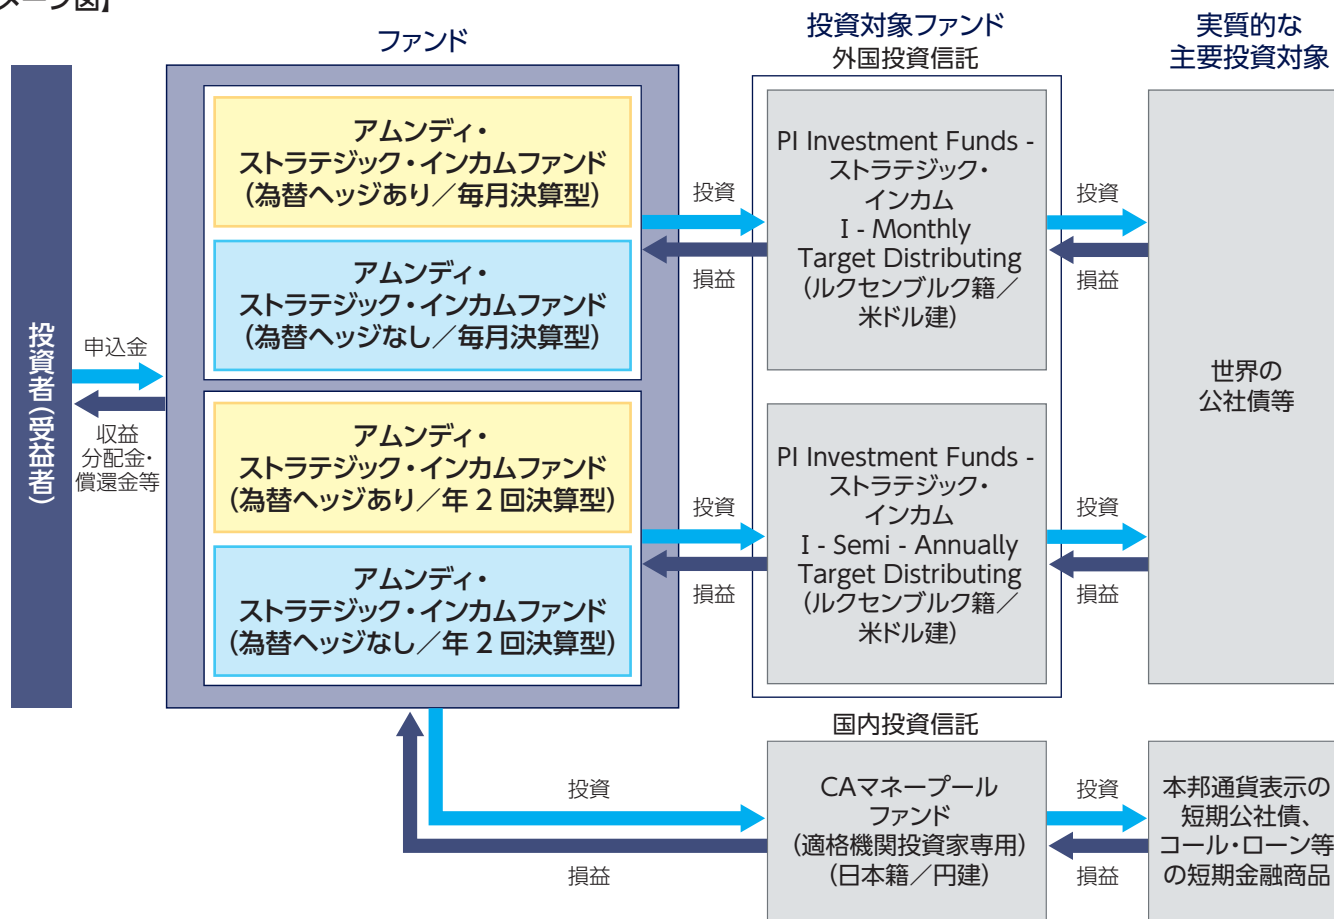 メージ図】
ファンド
投資対象ファンド
外国投資信託
実質的な
主要投資対象
投資者(受益者)
申込金
収益
分配金・
償還金等
アムンディ・
ストラテジック・インカムファンド
(為替ヘッジあり/毎月決算型)
アムンディ・
ストラテジック・インカムファンド
(為替ヘッジなし/毎月決算型)
投資
損益
PI Investment Funds -
ストラテジック・
インカム
I - Monthly
Target Distributing
(ルクセンブルク籍/
米ドル建)
投資
損益
アムンディ・
ストラテジック・インカムファンド
(為替ヘッジあり/年2回決算型)
アムンディ・
ストラテジック・インカムファンド
(為替ヘッジなし/年2回決算型)
投資
損益
PI Investment Funds -
ストラテジック・
インカム
I - Semi - Annually
Target Distributing
(ルクセンブルク籍/
米ドル建)
投資
損益
世界の
公社債等
国内投資信託
投資
損益
CAマネープール
ファンド
(適格機関投資家専用)
(日本籍/円建)
投資
損益
本邦通貨表示の
短期公社債、
コール・ローン等
の短期金融商品